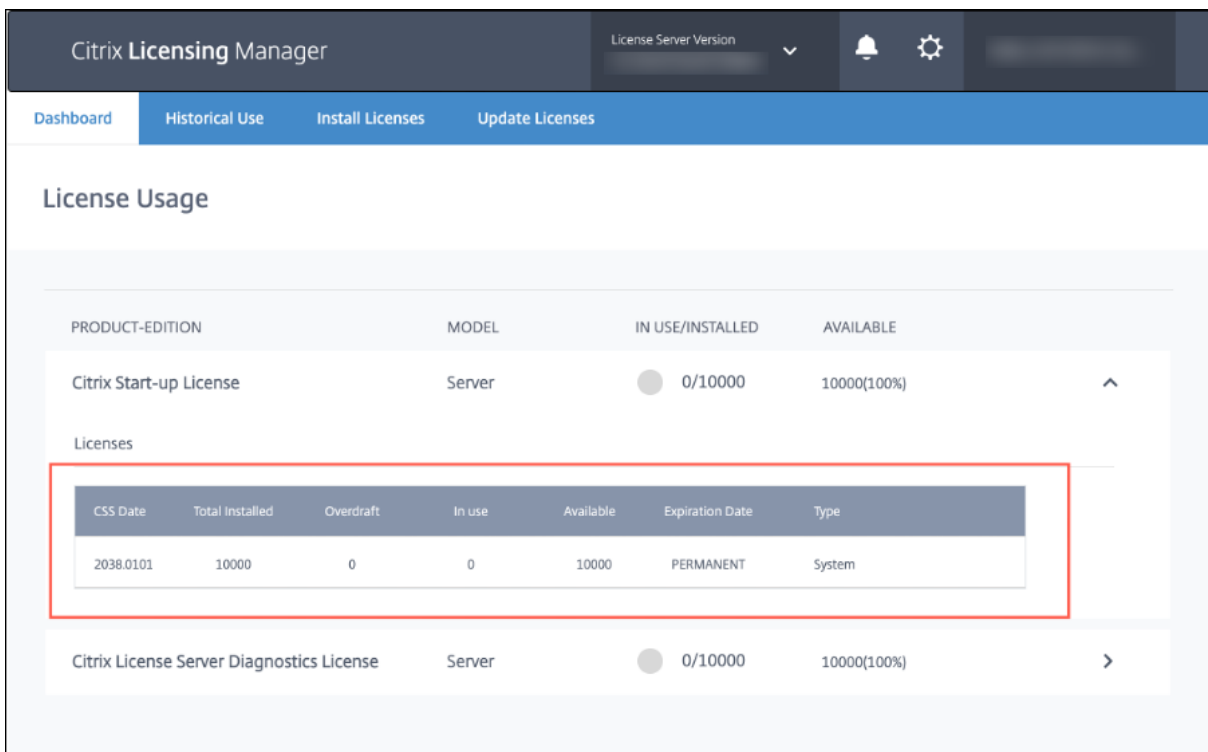 Citrix Licensing Manager
License Server Version
Dashboard Historical Use Install Licenses Update Licenses
License Usage
PRODUCT-EDITION MODEL IN USE/INSTALLED AVAILABLE
Citrix Start-up License Server 0/10000 10000(100%)
Licenses
CSS Date Total Installed Overdraft In use Available Expiration Date Type
2038.0101 10000 0 0 10000 PERMANENT System
Citrix License Server Diagnostics License Server 0/10000 10000(100%)